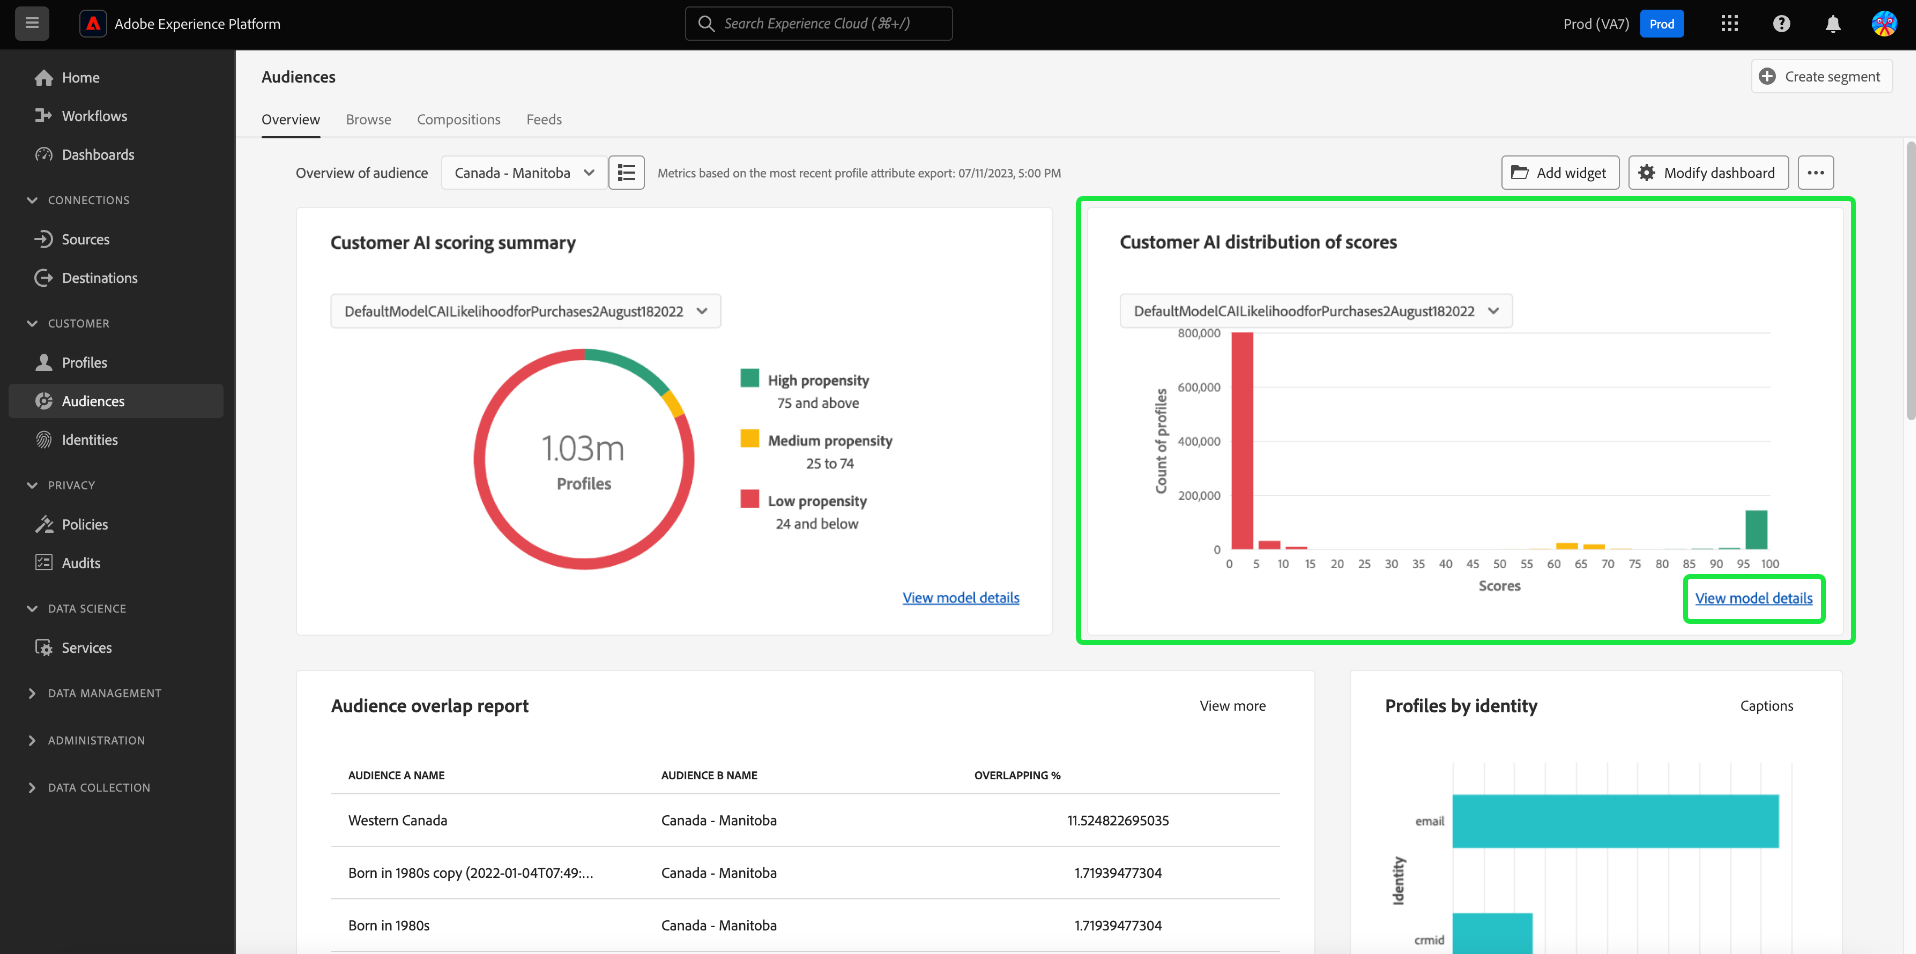 Adobe Experience Platform
Search Experience Cloud (⌘+/)
Prod (VA7)
Prod
Home
Workflows
Dashboards
CONNECTIONS
Sources
Destinations
CUSTOMER
Profiles
Audiences
Identities
PRIVACY
Policies
Audits
DATA SCIENCE
Services
DATA MANAGEMENT
ADMINISTRATION
DATA COLLECTION
Audiences
Create segment
Overview
Browse
Compositions
Feeds
Overview of audience
Canada - Manitoba
Metrics based on the most recent profile attribute export: 07/11/2023, 5:00 PM
Add widget
Modify dashboard
Customer AI scoring summary
DefaultModelCAILikelihoodforPurchases2August182022
1.03m
Profiles
High propensity
75 and above
Medium propensity
25 to 74
Low propensity
24 and below
View model details
Customer AI distribution of scores
DefaultModelCAILikelihoodforPurchases2August182022
Count of profiles
800,000
600,000
400,000
200,000
0
0 5 10 15 20 25 30 35 40 45 50 55 60 65 70 75 80 85 90 95 100
Scores
View model details
Audience overlap report
View more
AUDIENCE A NAME AUDIENCE B NAME OVERLAPPING %
Western Canada Canada - Manitoba 11.524822695035
Born in 1980s copy (2022-01-04T07:49:... Canada - Manitoba 1.71939477304
Born in 1980s Canada - Manitoba 1.71939477304
Profiles by identity
Captions
Identity
email
crmid